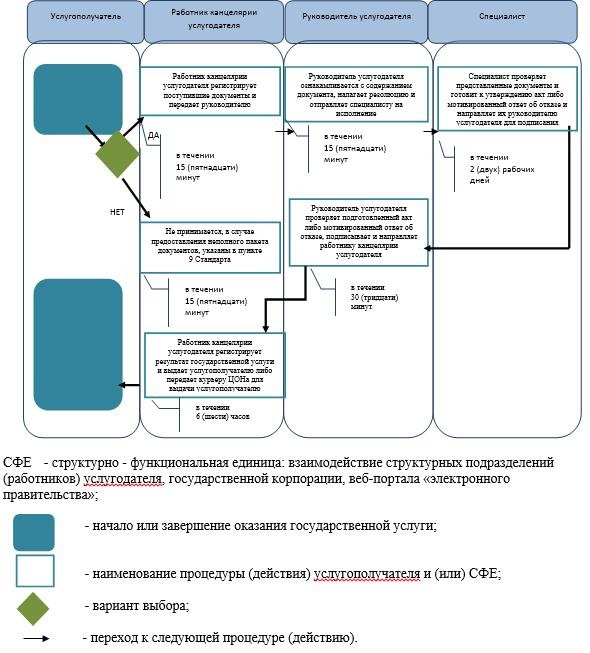 Услугополучатель
Работник канцелярии
услугодателя
Руководитель услугодателя
Специалист
Работник канцелярии
услугодателя регистрирует
поступившие документы и
передает руководителю
Руководитель услугодателя
ознакамливается с содержанием
документа, налагает резолюцию и
отправляет специалисту на
исполнение
Специалист проверяет
представленные документы и
готовит к утверждению акт либо
мотивированный ответ об отказе и
направляет их руководителю
услугодателя для подписания
ДА
в течении
15 (пятнадцати)
минут
в течении
15 (пятнадцати)
минут
в течении
2 (двух) рабочих
дней
НЕТ
Не принимается, в случае
предоставления неполного пакета
документов, указаны в пункте
9 Стандарта
Руководитель услугодателя
проверяет подготовленный акт
либо мотивированный ответ об
отказе, подписывает и направляет
работнику канцелярии
услугодателя
в течении
15 (пятнадцати)
минут
в течении
30 (тридцати)
минут
Работник канцелярии
услугодателя регистрирует
результат государственной услуги
и выдает услугополучателю либо
передает курьеру ЦОНа для
выдачи услугополучателю
в течении
6 (шести) часов
СФЕ - структурно - функциональная единица: взаимодействие структурных подразделений
(работников) услугодателя, государственной корпорации, веб-портала «электронного
правительства»;
- начало или завершение оказания государственной услуги;
- наименование процедуры (действия) услугополучателя и (или) СФЕ;
- вариант выбора;
- переход к следующей процедуре (действию).